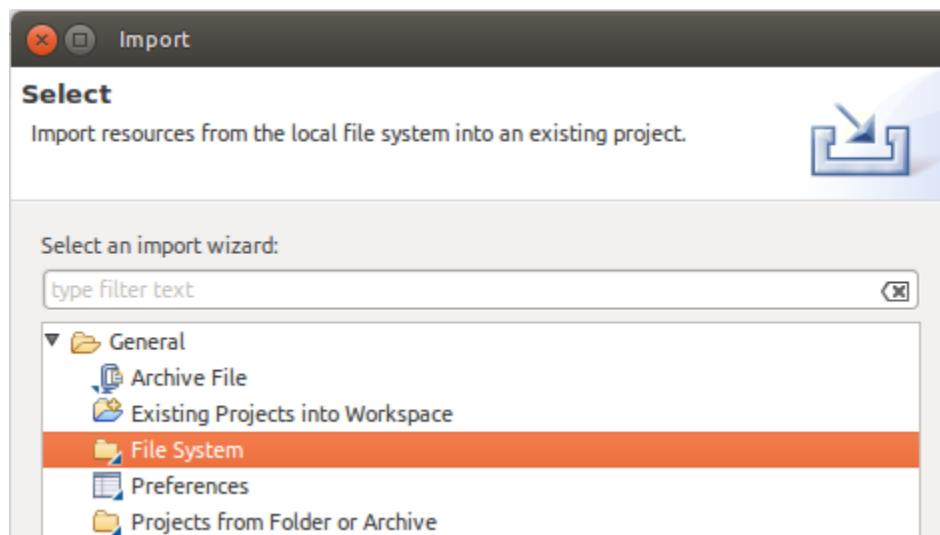 Import
Select
Import resources from the local file system into an existing project.
Select an import wizard:
type filter text
General
Archive File
Existing Projects into Workspace
File System
Preferences
Projects from Folder or Archive